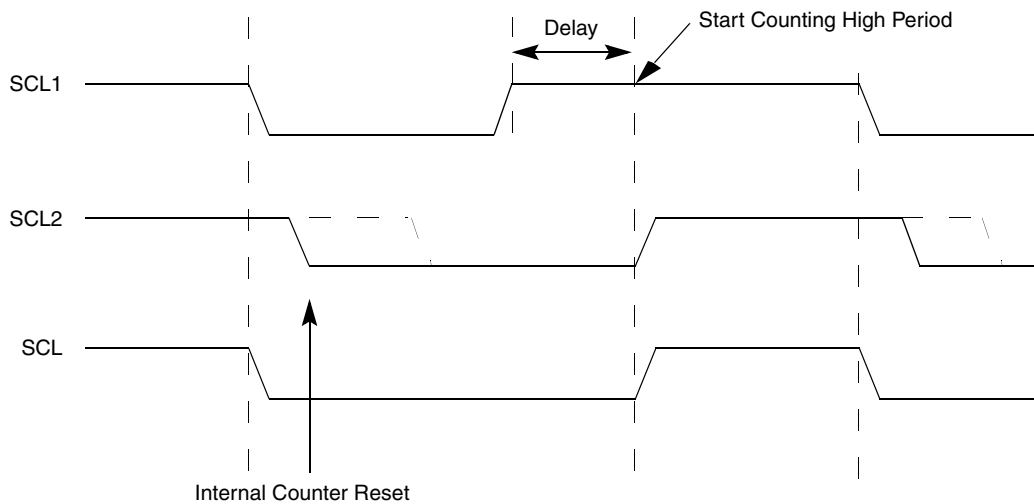 Start Counting High Period
Delay
SCL1
SCL2
SCL
Internal Counter Reset